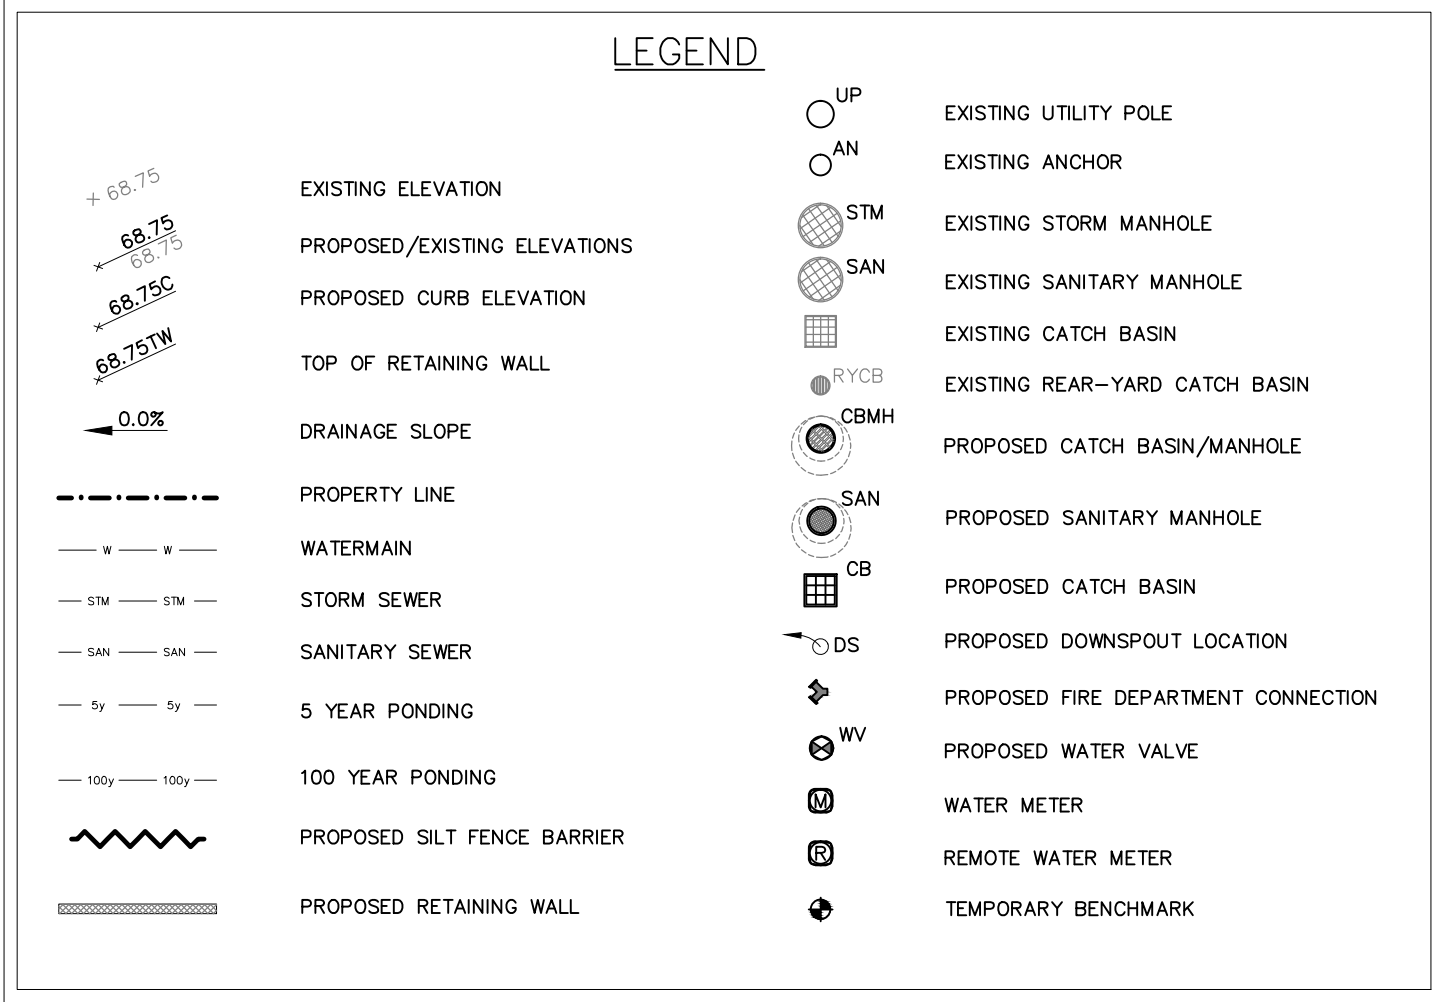 LEGEND
68.75
EXISTING ELEVATION
68.75
68.75
PROPOSED/EXISTING ELEVATIONS
68.75C
PROPOSED CURB ELEVATION
68.75TW
TOP OF RETAINING WALL
0.0%
DRAINAGE SLOPE
PROPERTY LINE
W W
WATERMAIN
STM STM
STORM SEWER
SAN SAN
SANITARY SEWER
5y 5y
5 YEAR PONDING
100y 100y
100 YEAR PONDING
PROPOSED SILT FENCE BARRIER
PROPOSED RETAINING WALL
UP
EXISTING UTILITY POLE
AN
EXISTING ANCHOR
STM
EXISTING STORM MANHOLE
SAN
EXISTING SANITARY MANHOLE
EXISTING CATCH BASIN
RYCB
EXISTING REAR-YARD CATCH BASIN
CBMH
PROPOSED CATCH BASIN/MANHOLE
SAN
PROPOSED SANITARY MANHOLE
CB
PROPOSED CATCH BASIN
DS
PROPOSED DOWNSPOUT LOCATION
PROPOSED FIRE DEPARTMENT CONNECTION
WV
PROPOSED WATER VALVE
M
WATER METER
R
REMOTE WATER METER
TEMPORARY BENCHMARK